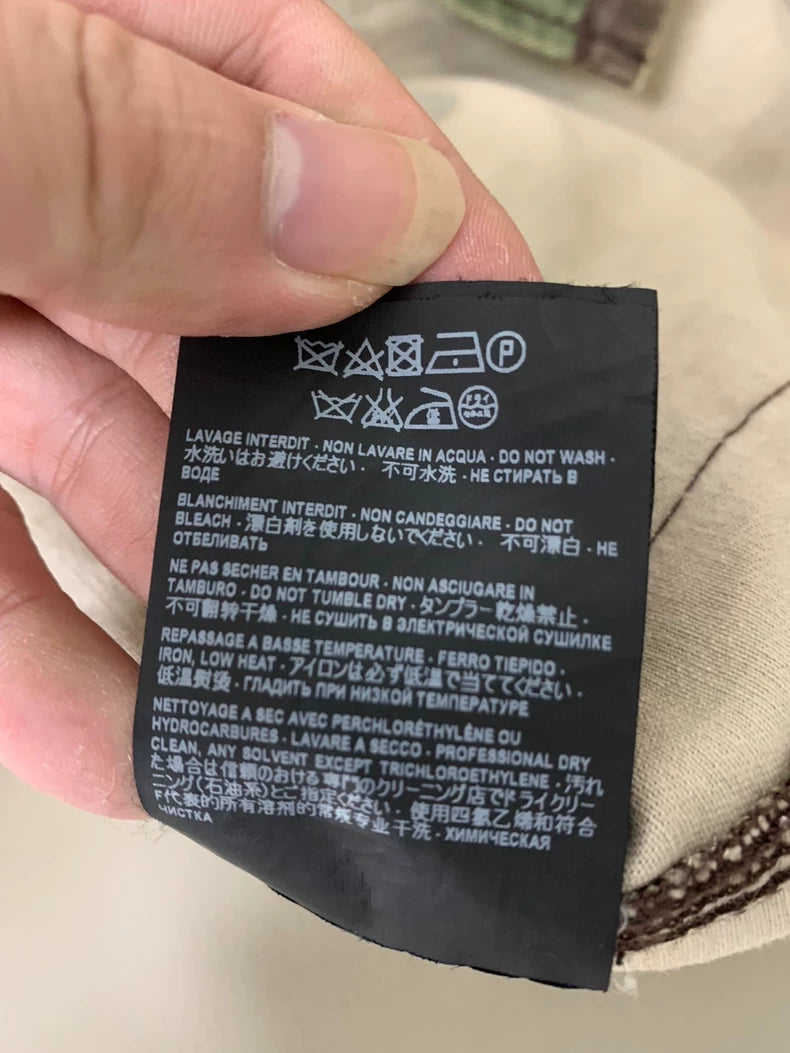 P
低
ドライ
セキユ系
LAVAGE INTERDIT . NON LAVARE IN ACQUA . DO NOT WASH .
水洗いはお避けください . 不可水洗 . НЕ СТИРАТЬ В
ВОДЕ
BLANCHIMENT INTERDIT . NON CANDEGGIARE . DO NOT
BLEACH . 漂白剤を使用しないでください . 不可漂白 . НЕ
ОТБЕЛИВАТЬ
NE PAS SECHER EN TAMBOUR . NON ASCIUGARE IN
TAMBURO . DO NOT TUMBLE DRY . タンブラー乾燥禁止 .
不可翻转干燥 . НЕ СУШИТЬ В ЭЛЕКТРИЧЕСКОЙ СУШИЛКЕ
REPASSAGE A BASSE TEMPERATURE . FERRO TIEPIDO .
IRON, LOW HEAT . アイロンは必ず低温で当ててください .
低温熨烫 . ГЛАДИТЬ ПРИ НИЗКОЙ ТЕМПЕРАТУРЕ
NETTOYAGE A SEC AVEC PERCHLORÉTHYLÈNE OU
HYDROCARBURES . LAVARE A SECCO . PROFESSIONAL DRY
CLEAN, ANY SOLVENT EXCEPT TRICHLOROETHYLENE . 汚れ
た場合は信頼のおける専門のクリーニング店でドライクリー
ニング(石油系)とご指定ください . 使用四氯乙烯和符合
F代表的所有溶剂的常规专业干洗 . ХИМИЧЕСКАЯ
ЧИСТКА